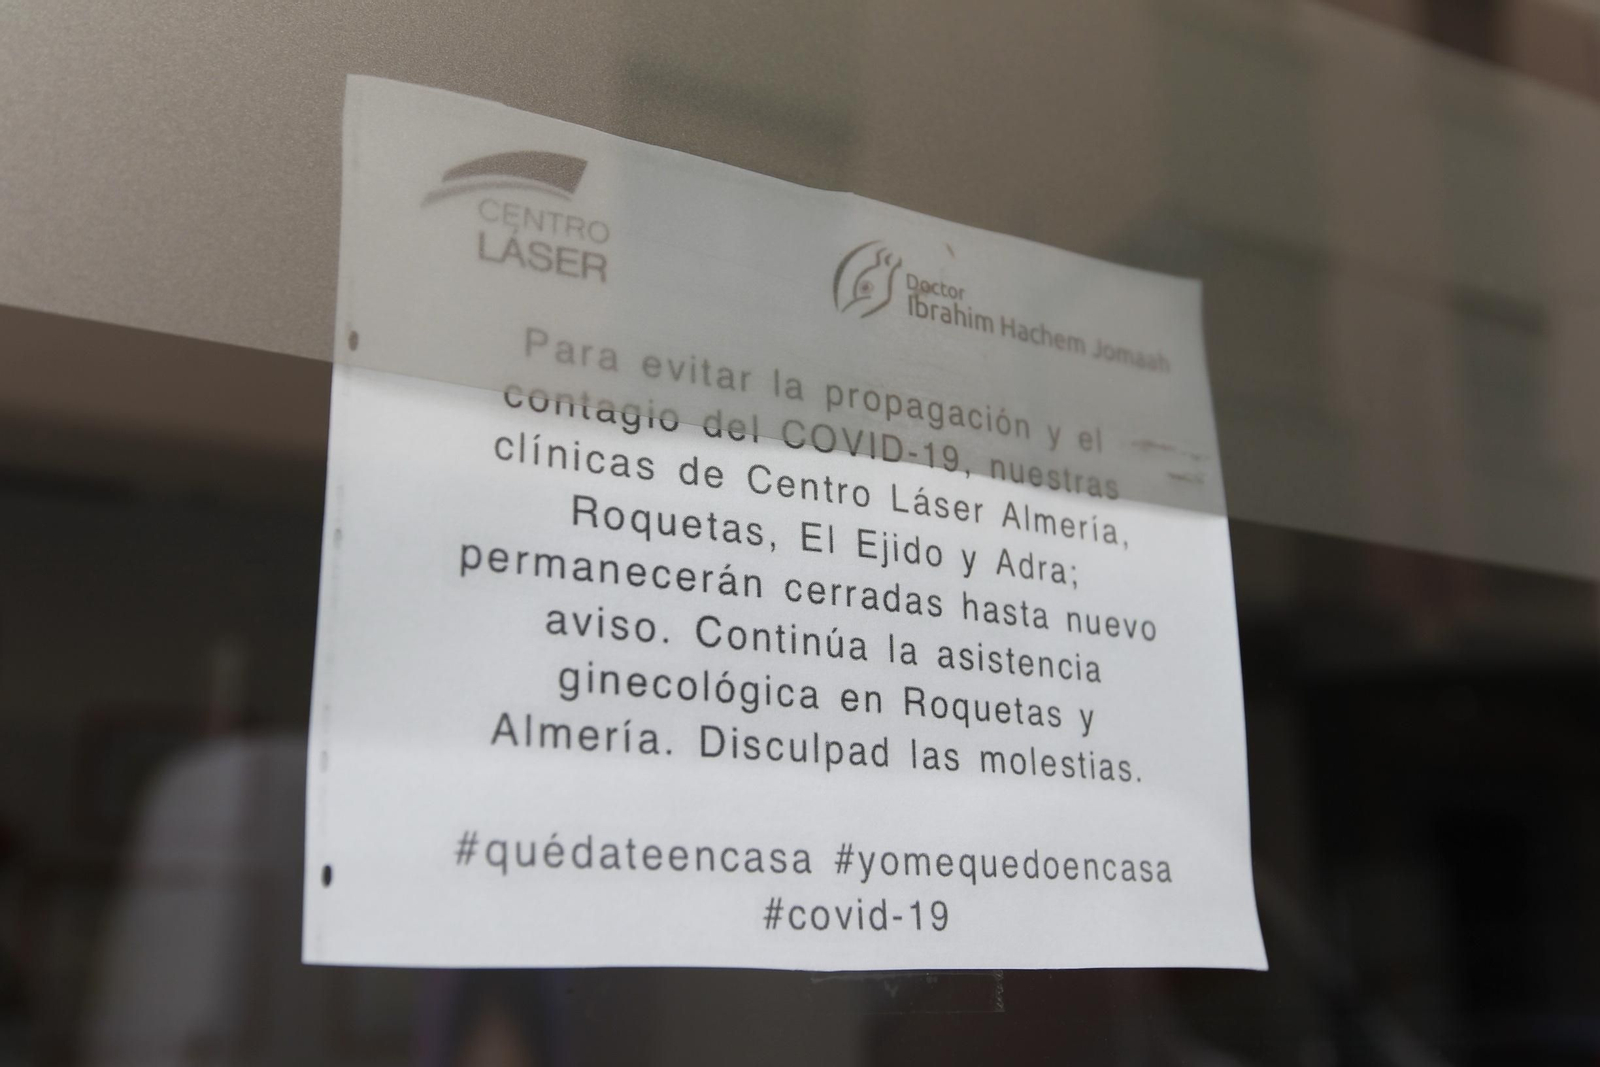 CENTRO
LÁSER
Doctor
Ibrahim Hachem Jomaah
Para evitar la propagación y el
contagio del COVID-19, nuestras
clínicas de Centro Láser Almería,
Roquetas, El Ejido y Adra;
permanecerán cerradas hasta nuevo
aviso. Continúa la asistencia
ginecológica en Roquetas y
Almería. Disculpad las molestias.
#quédateencasa #yomequedoencasa
#covid-19